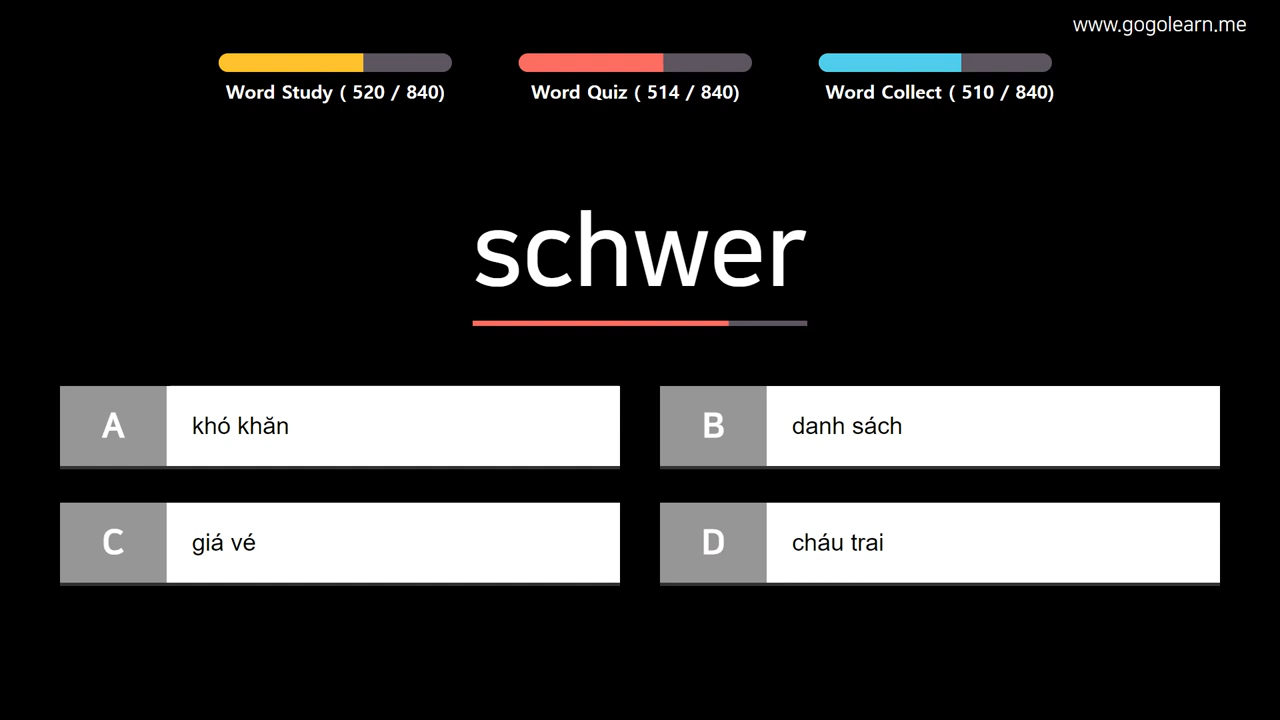 www.gogolearn.me
Word Study ( 520 / 840)
Word Quiz ( 514 / 840)
Word Collect ( 510 / 840)
schwer
A khó khăn
B danh sách
C giá vé
D cháu trai